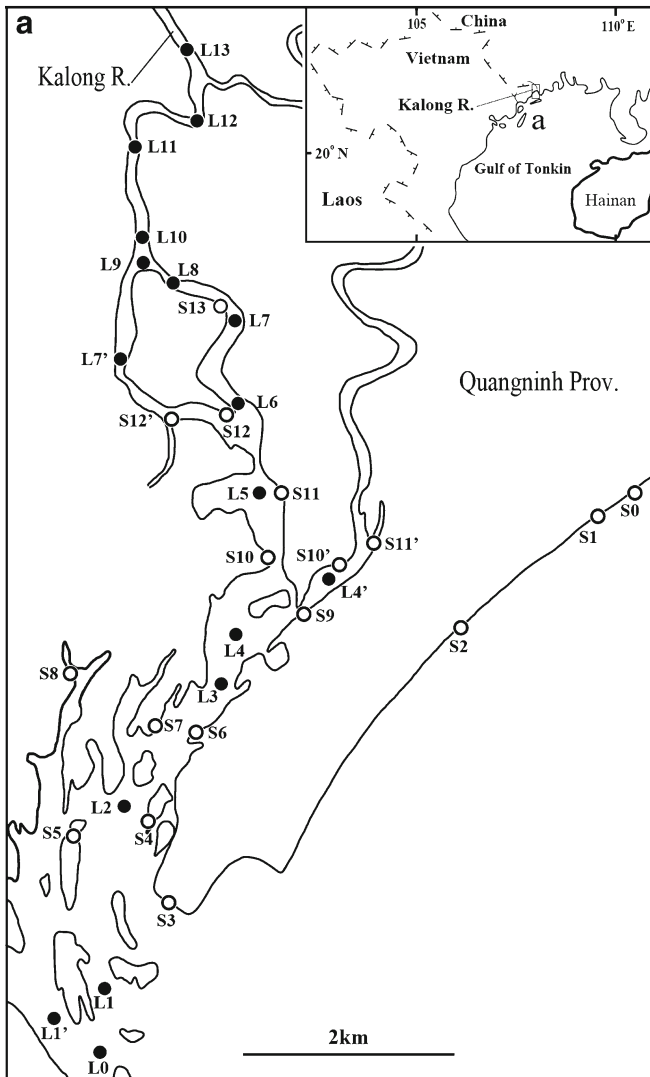 a
105
110°E
China
Vietnam
Kalong R.
a
20°N
Gulf of Tonkin
Laos
Hainan
Kalong R.
L13
L12
L11
L10
L9
L8
S13
L7
L7’
L6
S12’
S12
Quangninh Prov.
L5
S11
S0
S1
S11’
S10
S10’
L4’
S9
S2
L4
S8
L3
S7
S6
L2
S4
S5
S3
L1
L1’
L0
2km